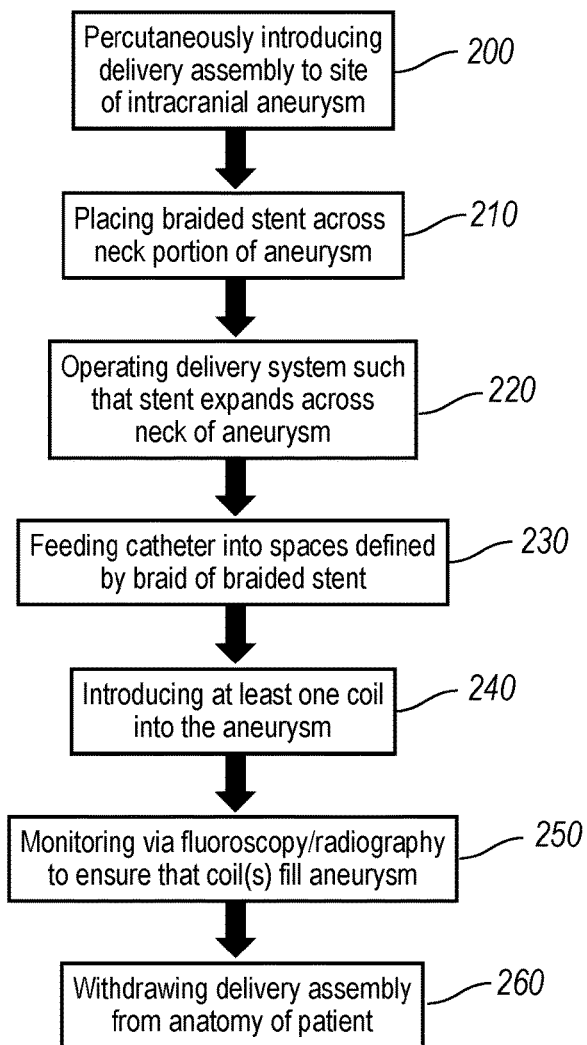 Percutaneously introducing
delivery assembly to site
of intracranial aneurysm
200
Placing braided stent across
neck portion of aneurysm
210
Operating delivery system such
that stent expands across
neck of aneurysm
220
Feeding catheter into spaces defined
by braid of braided stent
230
Introducing at least one coil
into the aneurysm
240
Monitoring via fluoroscopy/radiography
to ensure that coil(s) fill aneurysm
250
Withdrawing delivery assembly
from anatomy of patient
260